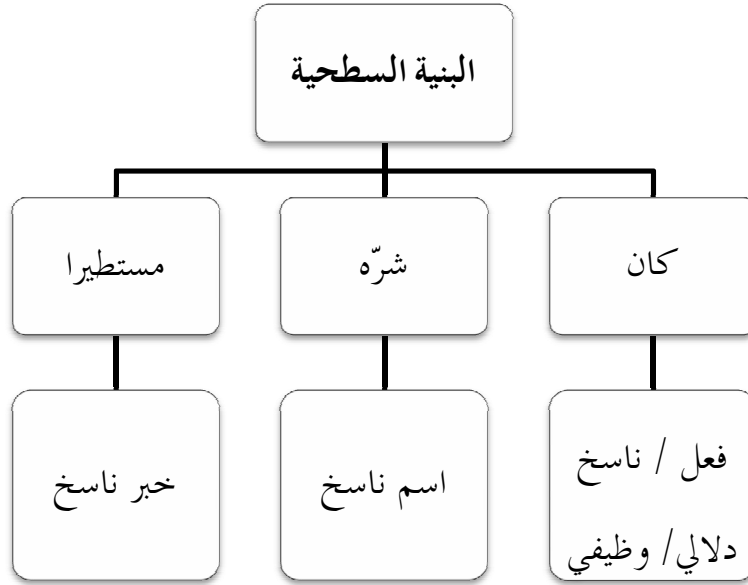 البنية السطحية
كان
شرّه
مستطيرا
فعل / ناسخ
دلالي/ وظيفي
اسم ناسخ
خبر ناسخ